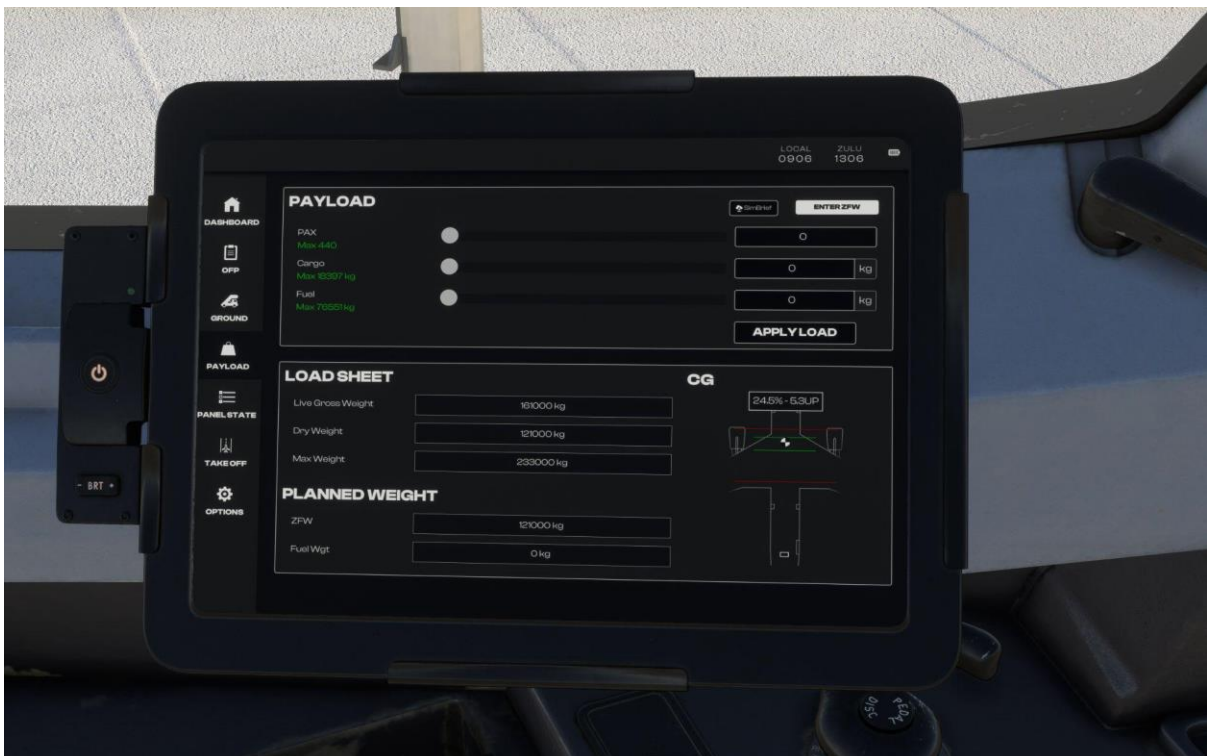 LOCAL ZULU
0906 1306
DASHBOARD
OFP
GROUND
PAYLOAD
PANEL STATE
TAKE OFF
OPTIONS
- BRT +
PAYLOAD
SimBrief
ENTER ZFW
PAX
Max 440
0
Cargo
Max 18397 kg
0 kg
Fuel
Max 76551 kg
0 kg
APPLY LOAD
LOAD SHEET
Live Gross Weight 161000 kg
Dry Weight 121000 kg
Max Weight 233000 kg
CG
24.5% - 5.3UP
PLANNED WEIGHT
ZFW 121000 kg
Fuel Wgt 0 kg
DISC